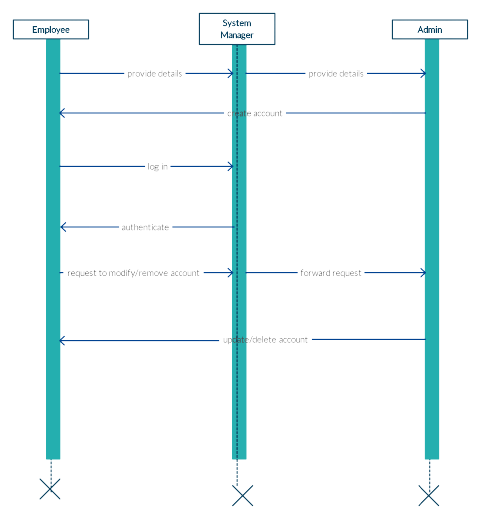 Employee
System
Manager
Admin
provide details
provide details
create account
log in
authenticate
request to modify/remove account
forward request
update/delete account